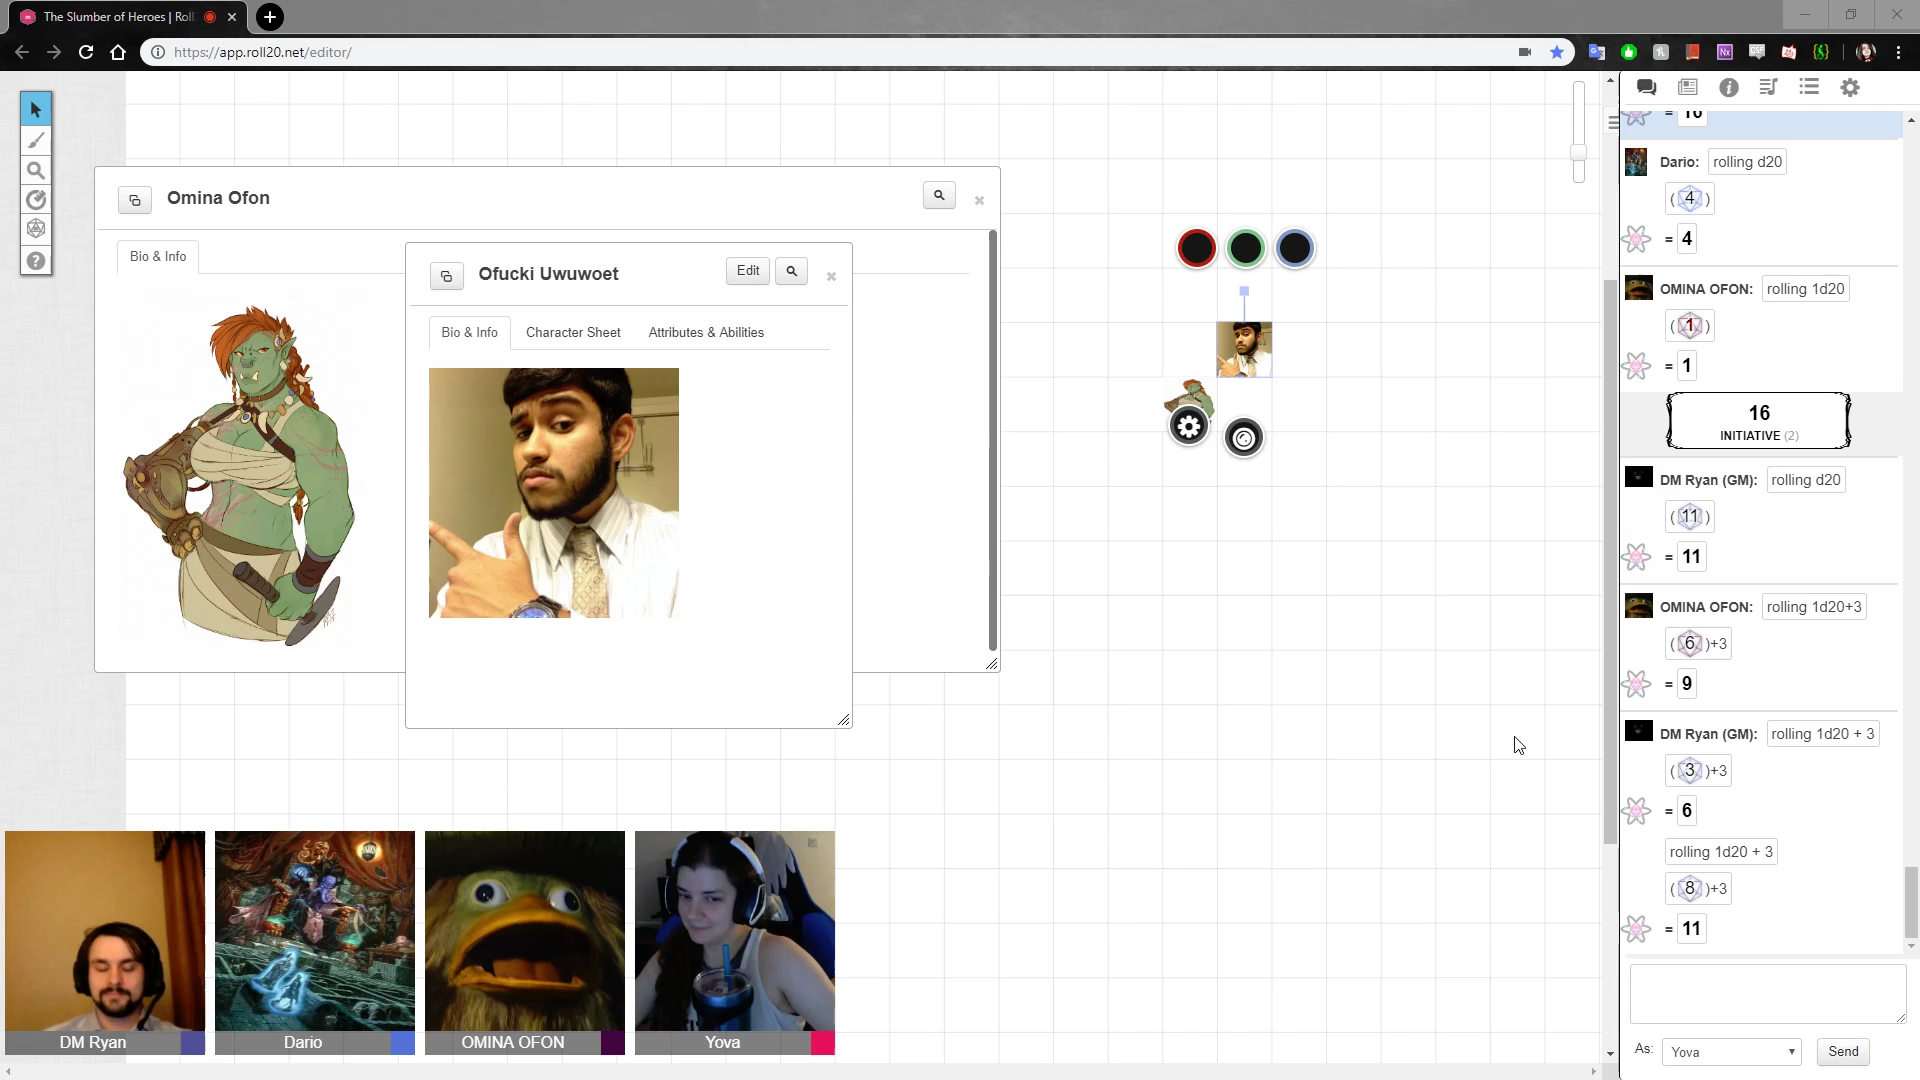 The Slumber of Heroes | Roll
https://app.roll20.net/editor/
Omina Ofon
Bio & Info
Ofucki Uwuwoet
Edit
Bio & Info
Character Sheet
Attributes & Abilities
= 16
Dario: rolling d20
(4)
= 4
OMINA OFON: rolling 1d20
(1)
= 1
16
INITIATIVE (2)
DM Ryan (GM): rolling d20
(11)
= 11
OMINA OFON: rolling 1d20+3
(6)+3
= 9
DM Ryan (GM): rolling 1d20 + 3
(3)+3
= 6
rolling 1d20 + 3
(8)+3
= 11
As: Yova
Send
DM Ryan
Dario
OMINA OFON
Yova